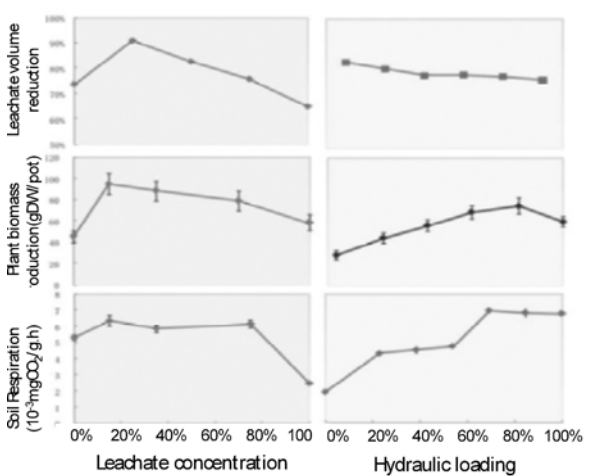 Leachate volume
reduction
100%
90%
80%
70%
60%
50%
Plant biomass
roduction(gDW/pot)
120
100
80
60
40
20
0
Soil Respiration
(10⁻³mgCO₂/g.h)
8
7
6
5
4
3
2
1
0% 20% 40% 60% 80% 100
Leachate concentration
0% 20% 40% 60% 80% 100%
Hydraulic loading